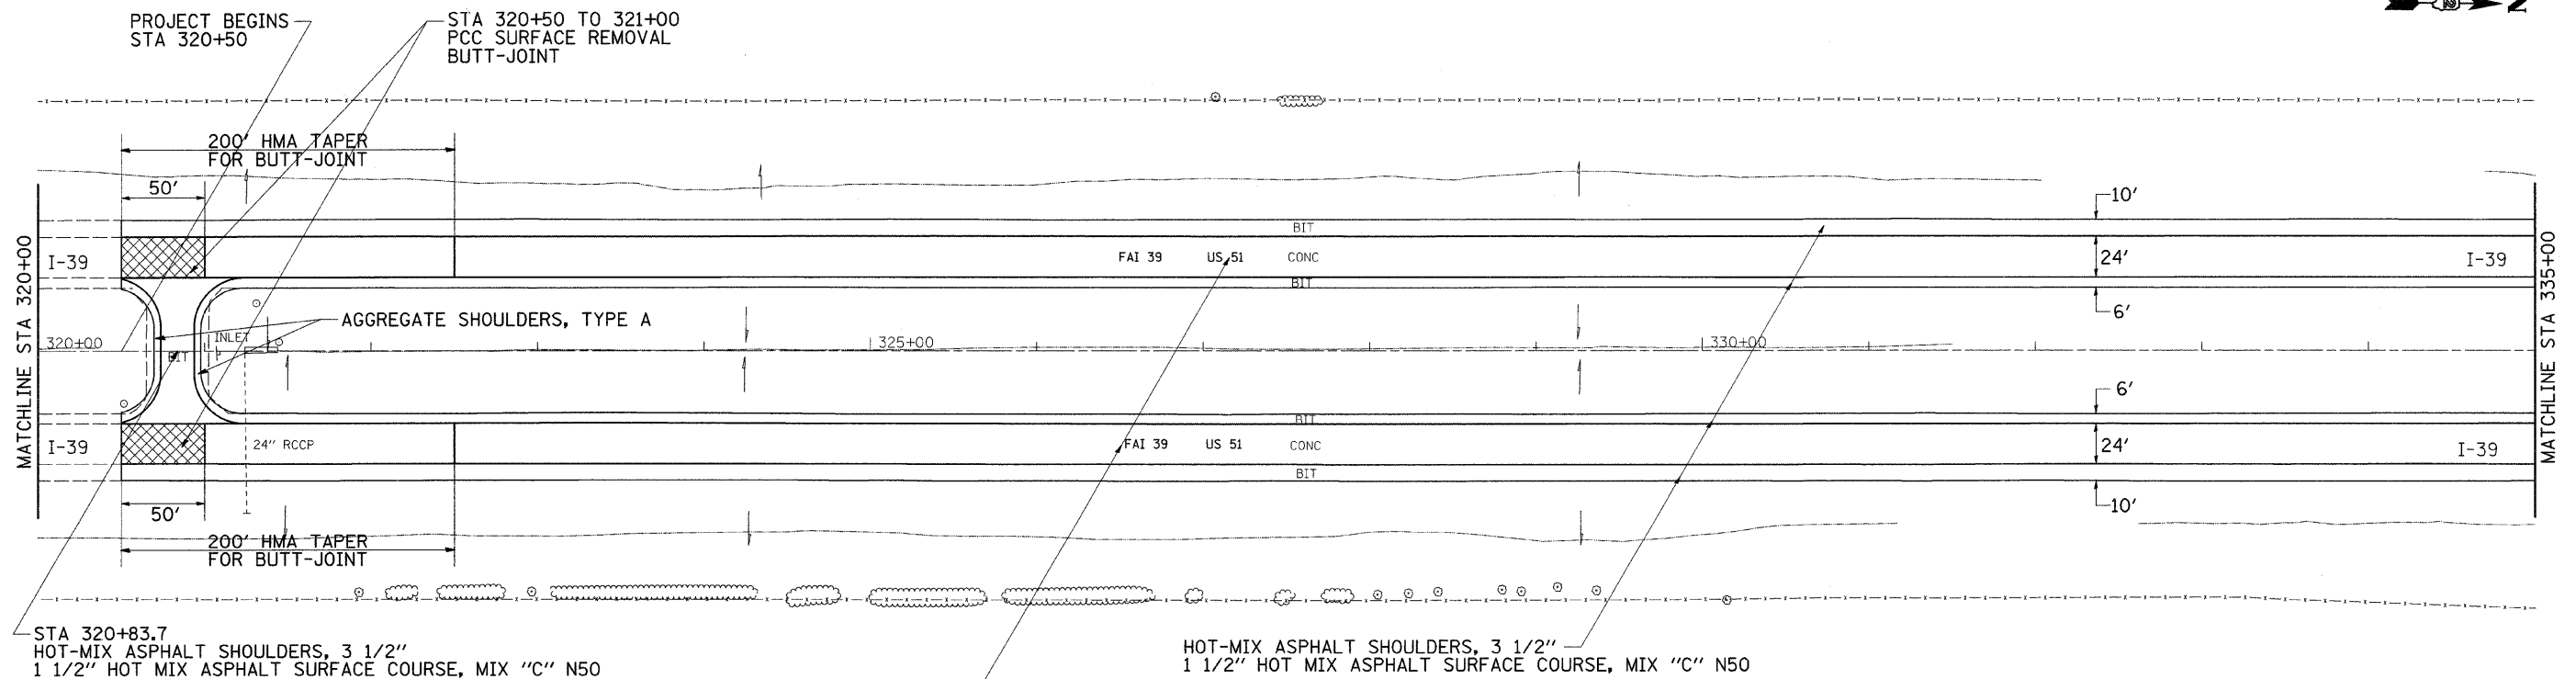 PROJECT BEGINS
STA 320+50
STA 320+50 TO 321+00
PCC SURFACE REMOVAL
BUTT-JOINT
N
200' HMA TAPER
FOR BUTT-JOINT
50'
10'
MATCHLINE STA 320+00
I-39
BIT
FAI 39 US 51 CONC
24'
I-39
MATCHLINE STA 335+00
BIT
6'
AGGREGATE SHOULDERS, TYPE A
320+00
INLET
BIT
325+00
330+00
6'
BIT
I-39
24" RCCP
FAI 39 US 51 CONC
24'
I-39
BIT
50'
10'
200' HMA TAPER
FOR BUTT-JOINT
STA 320+83.7
HOT-MIX ASPHALT SHOULDERS, 3 1/2"
1 1/2" HOT MIX ASPHALT SURFACE COURSE, MIX "C" N50
HOT-MIX ASPHALT SHOULDERS, 3 1/2"
1 1/2" HOT MIX ASPHALT SURFACE COURSE, MIX "C" N50